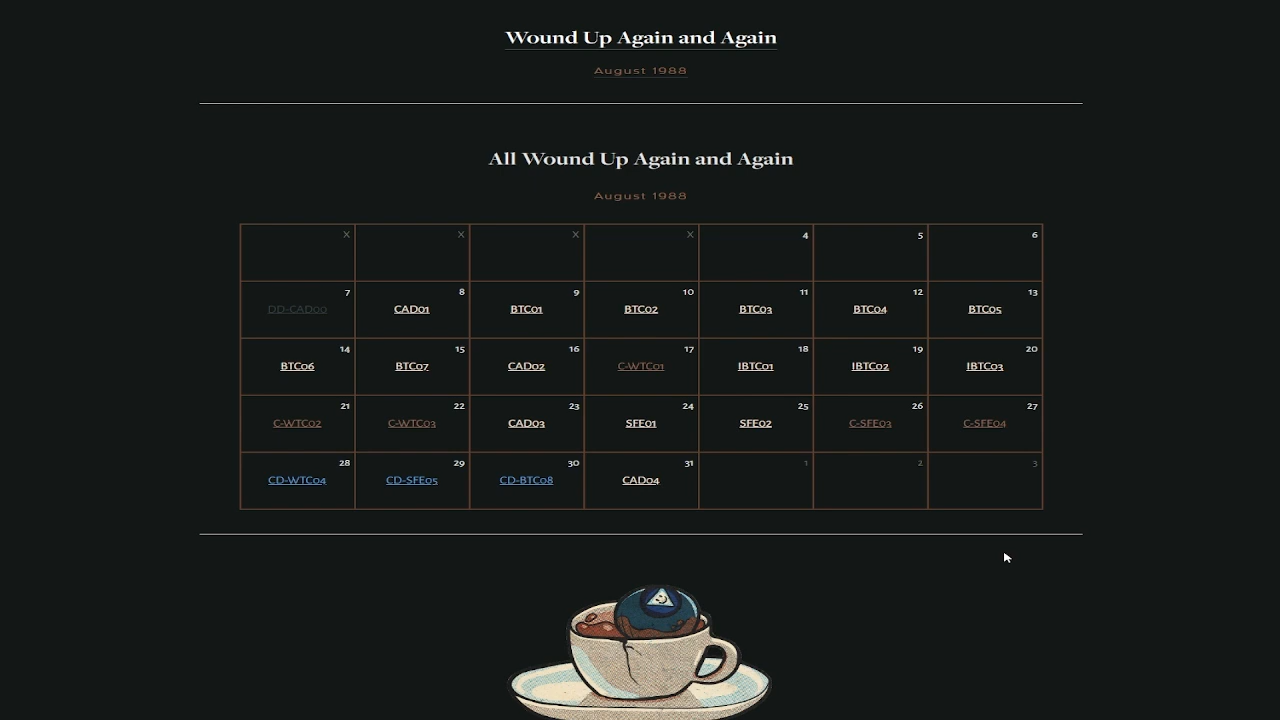 Wound Up Again and Again
August 1988
All Wound Up Again and Again
August 1988
X X X X 4 5 6
7 8 9 10 11 12 13
DD-CAD00 CAD01 BTC01 BTC02 BTC03 BTC04 BTC05
14 15 16 17 18 19 20
BTC06 BTC07 CAD02 C-WTC01 IBTC01 IBTC02 IBTC03
21 22 23 24 25 26 27
C-WTC02 C-WTC03 CAD03 SFE01 SFE02 C-SFE03 C-SFE04
28 29 30 31 1 2 3
CD-WTC04 CD-SFE05 CD-BTC08 CAD04